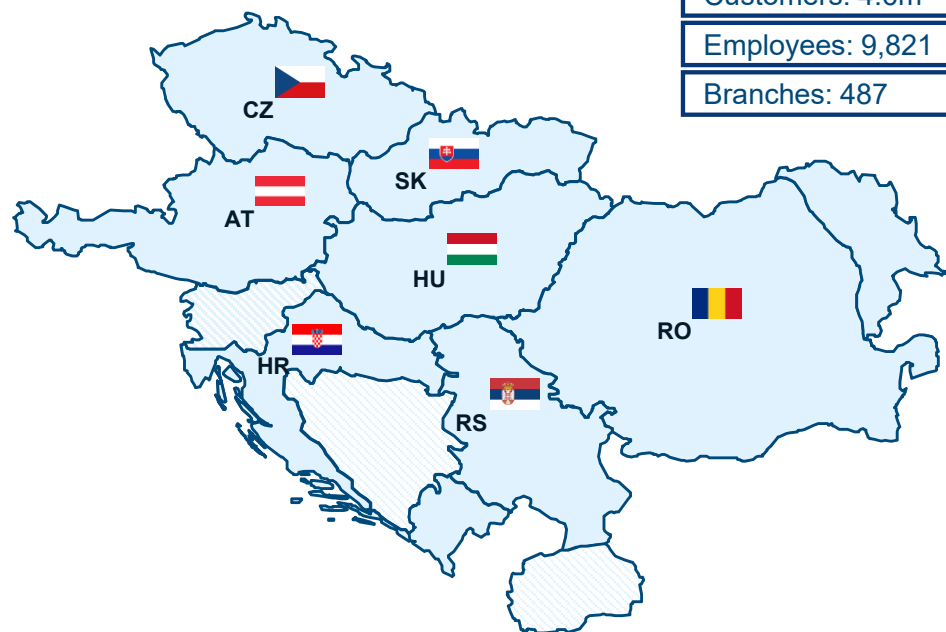 Employees: 9,821
Branches: 487
CZ
SK
AT
HU
RO
HR
RS